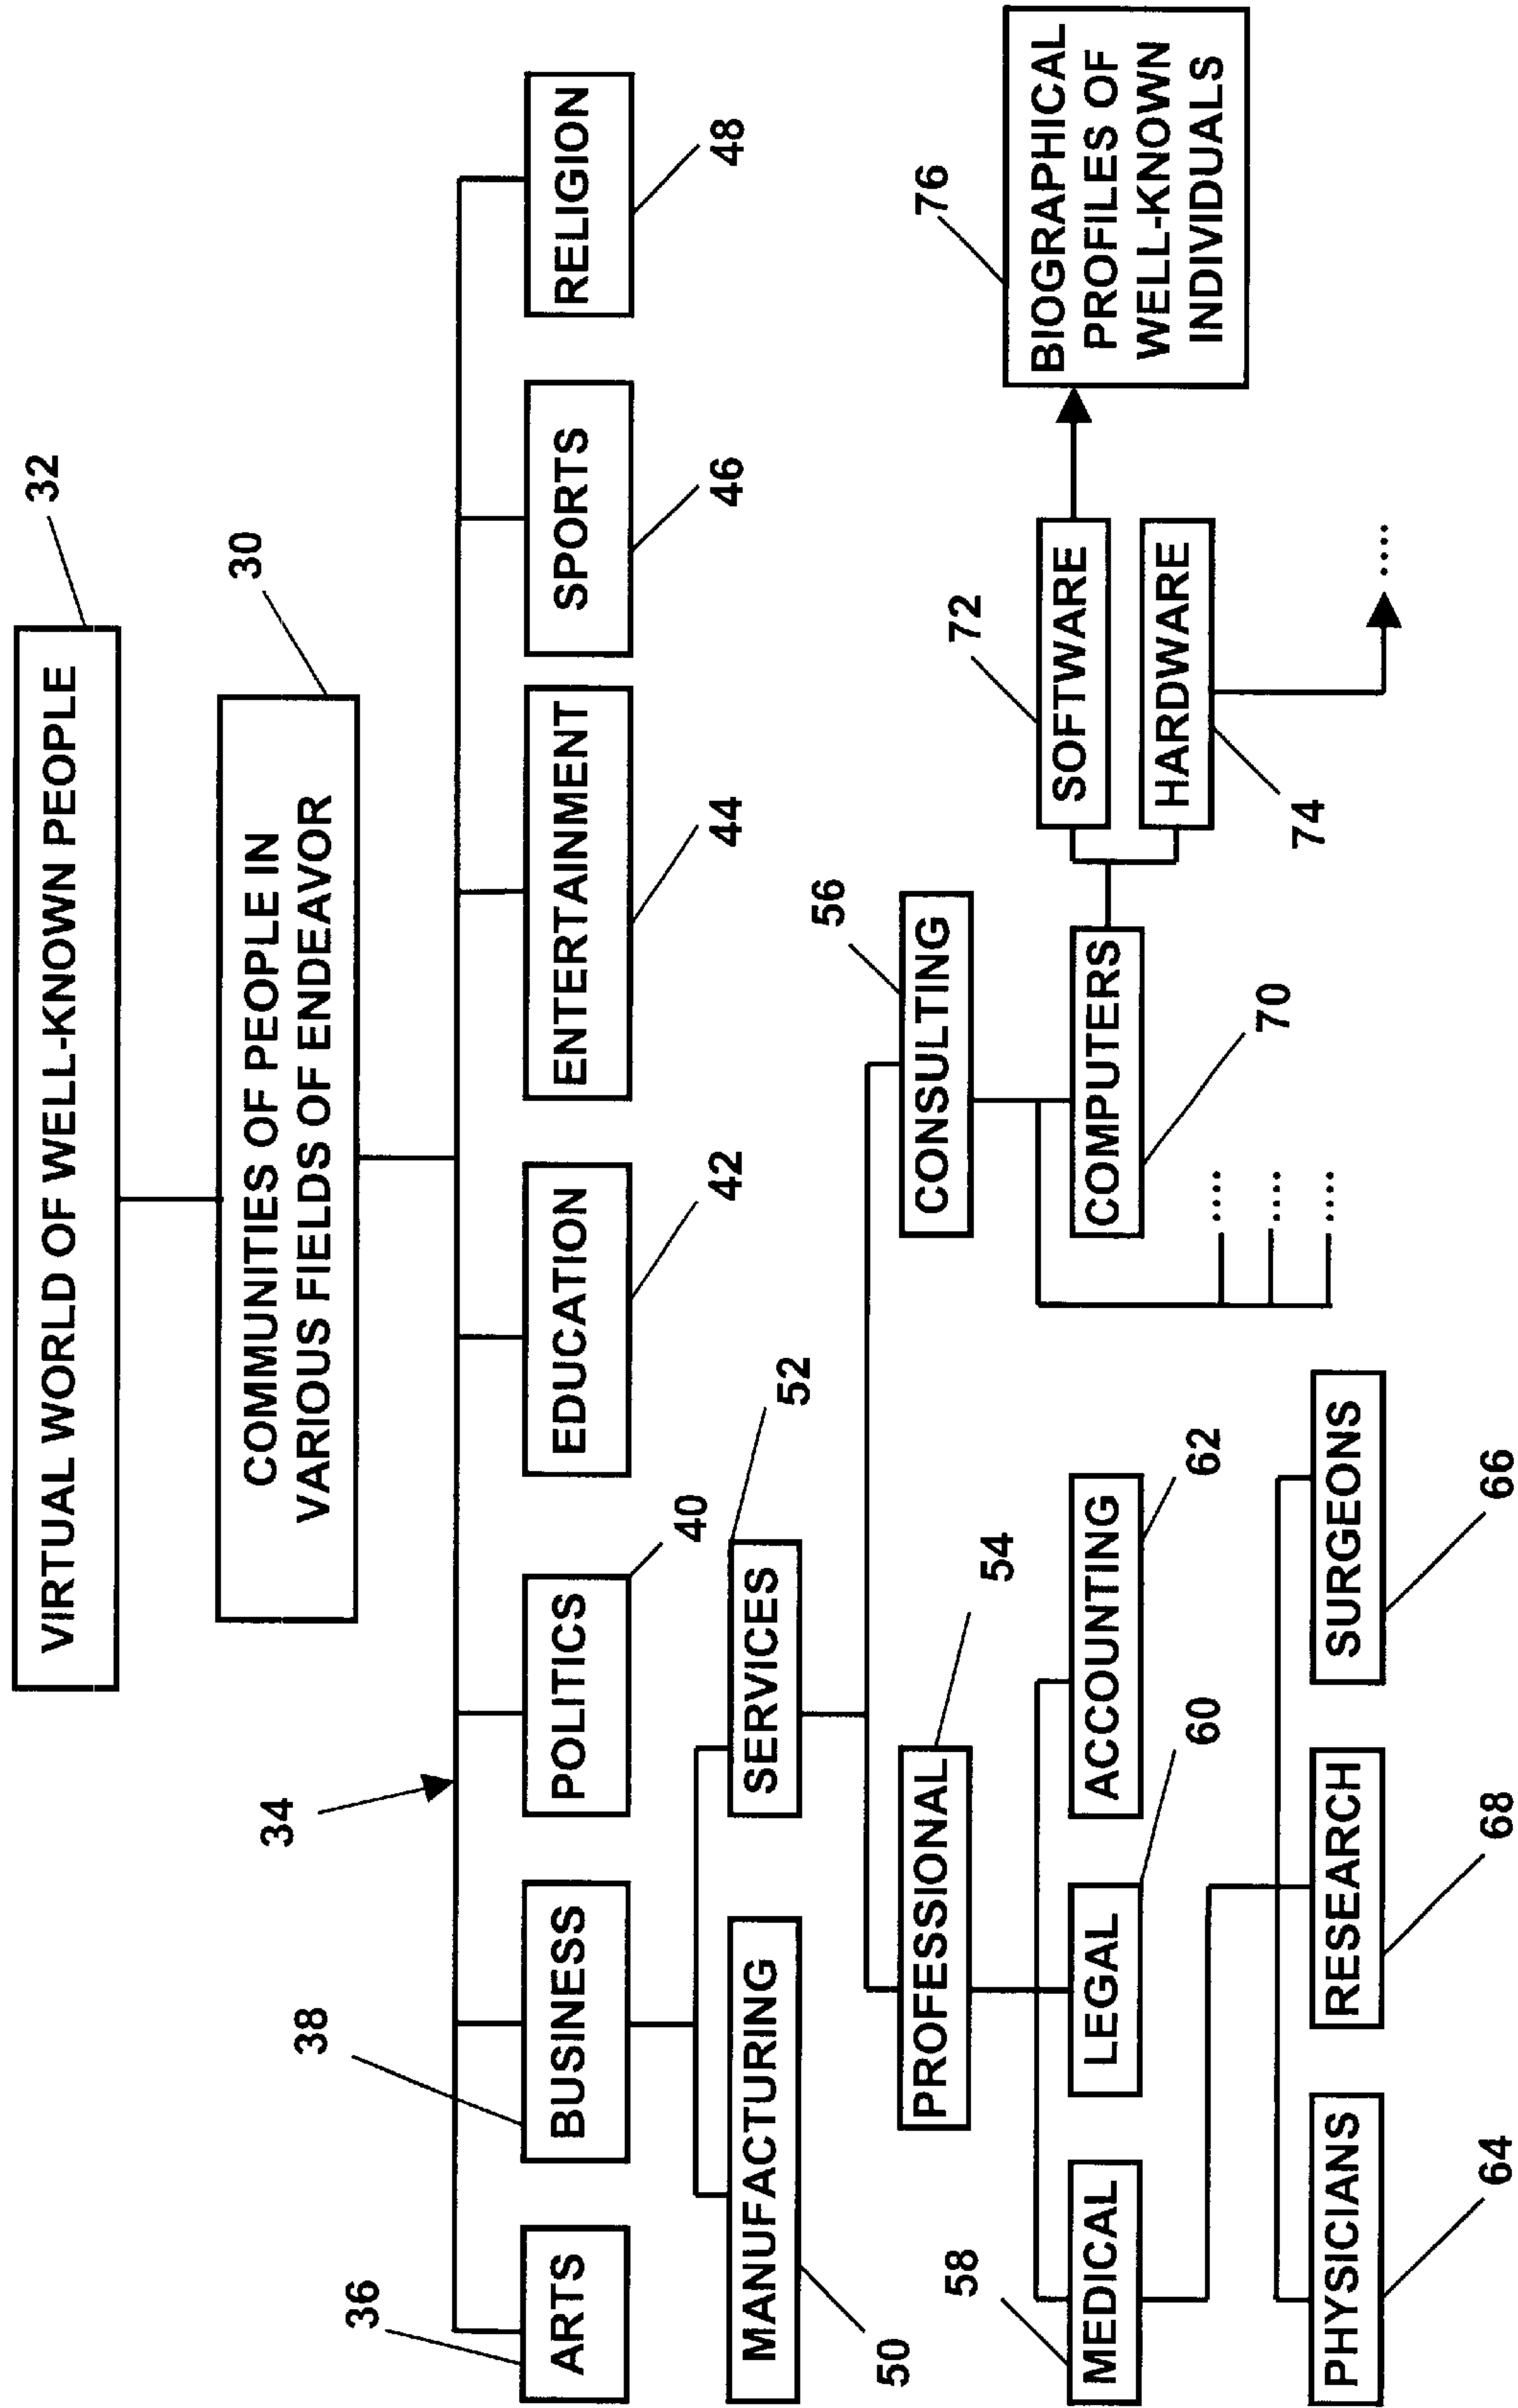 VIRTUAL WORLD OF WELL-KNOWN PEOPLE
32
COMMUNITIES OF PEOPLE IN
VARIOUS FIELDS OF ENDEAVOR
30
34
36
ARTS
38
BUSINESS
POLITICS
40
EDUCATION
42
ENTERTAINMENT
44
SPORTS
46
RELIGION
48
MANUFACTURING
50
SERVICES
52
PROFESSIONAL
54
CONSULTING
56
58
MEDICAL
LEGAL
60
ACCOUNTING
62
COMPUTERS
70
....
....
....
72
SOFTWARE
HARDWARE
74
....
76
BIOGRAPHICAL
PROFILES OF
WELL-KNOWN
INDIVIDUALS
PHYSICIANS
64
RESEARCH
68
SURGEONS
66